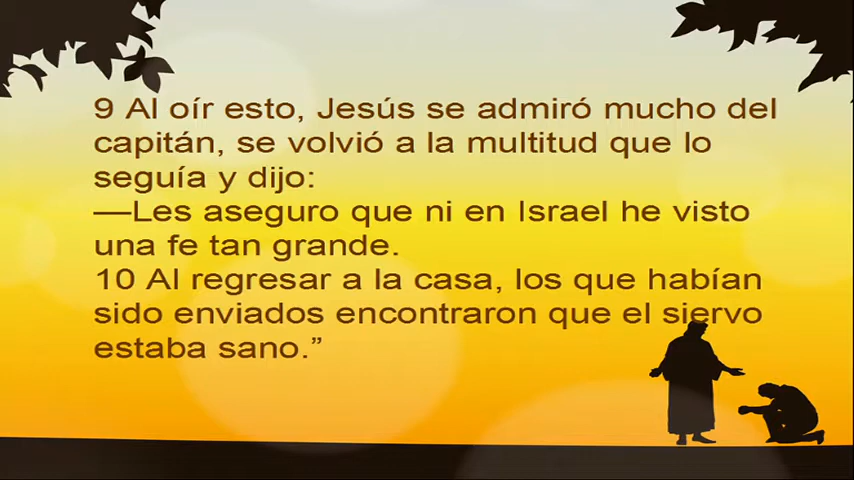 9 Al oír esto, Jesús se admiró mucho del
capitán, se volvió a la multitud que lo
seguía y dijo:
—Les aseguro que ni en Israel he visto
una fe tan grande.
10 Al regresar a la casa, los que habían
sido enviados encontraron que el siervo
estaba sano.”